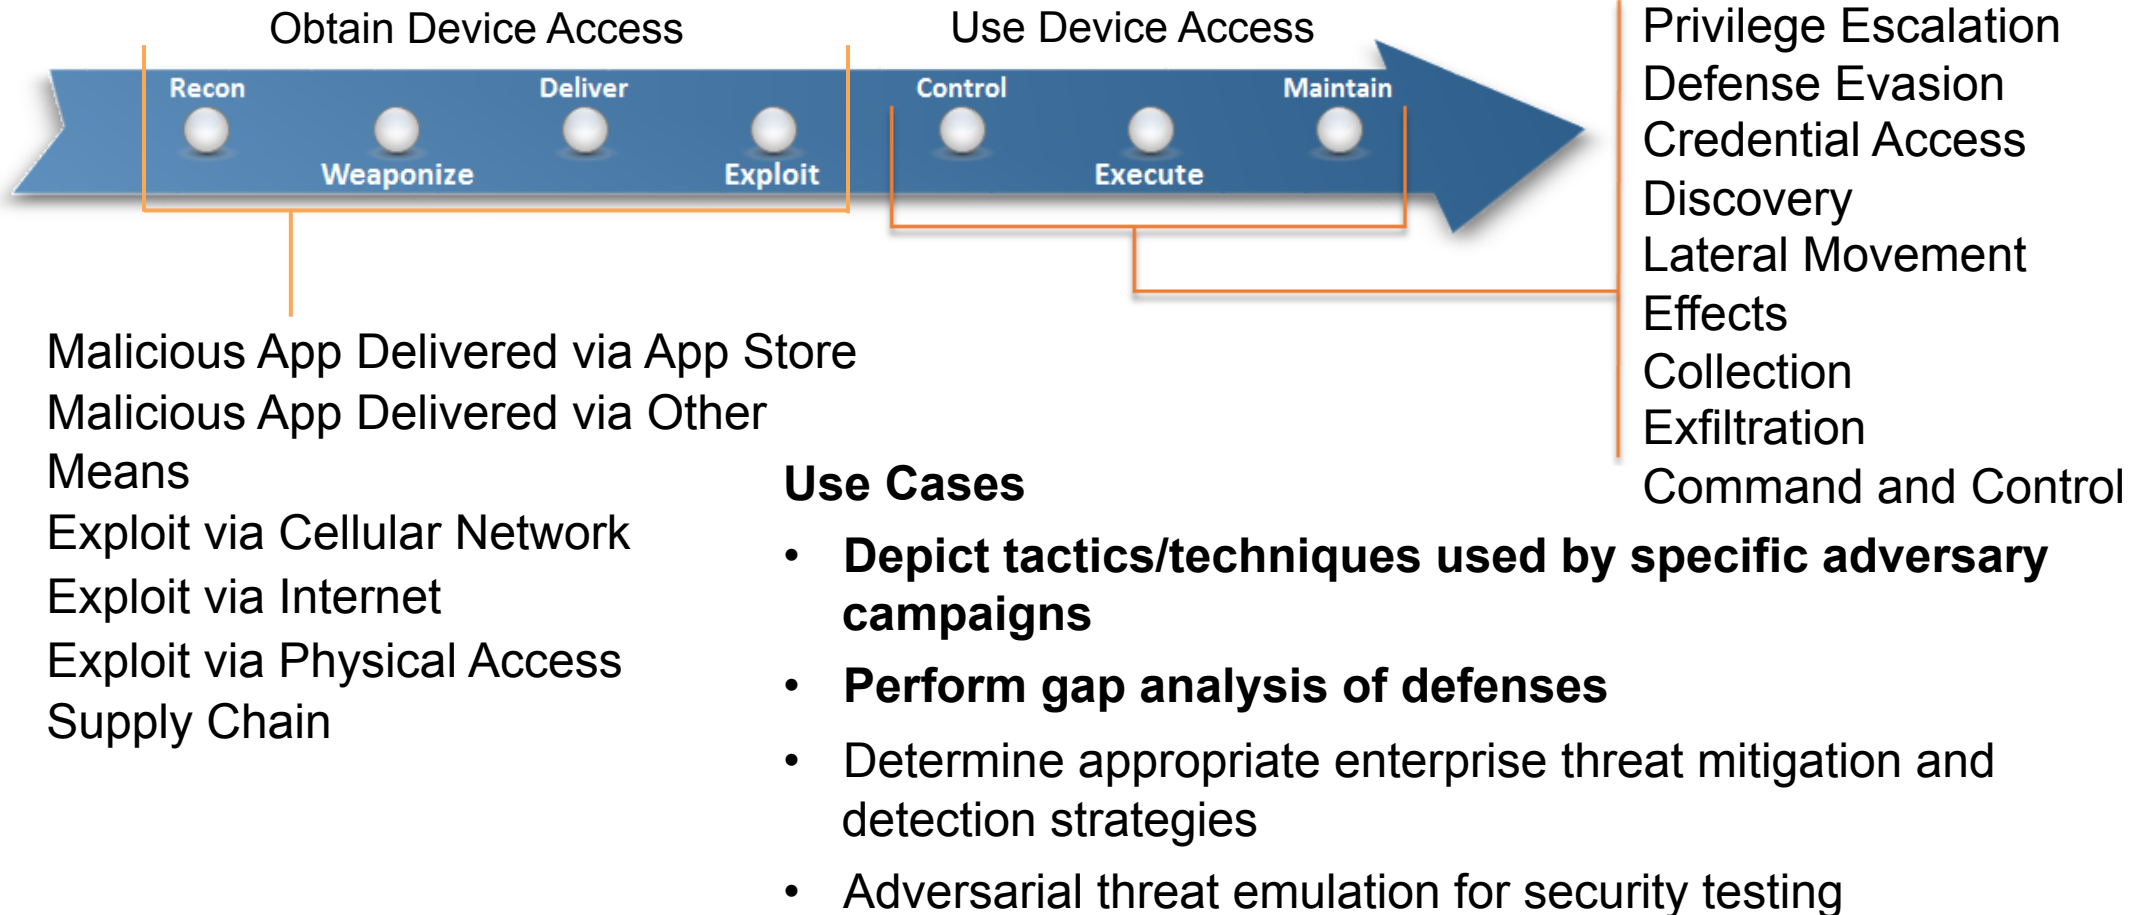 Obtain Device Access
Use Device Access
Recon
Weaponize
Deliver
Exploit
Control
Execute
Maintain
Malicious App Delivered via App Store
Malicious App Delivered via Other
Means
Exploit via Cellular Network
Exploit via Internet
Exploit via Physical Access
Supply Chain
Privilege Escalation
Defense Evasion
Credential Access
Discovery
Lateral Movement
Effects
Collection
Exfiltration
Command and Control
Use Cases
• Depict tactics/techniques used by specific adversary
campaigns
• Perform gap analysis of defenses
• Determine appropriate enterprise threat mitigation and
detection strategies
• Adversarial threat emulation for security testing